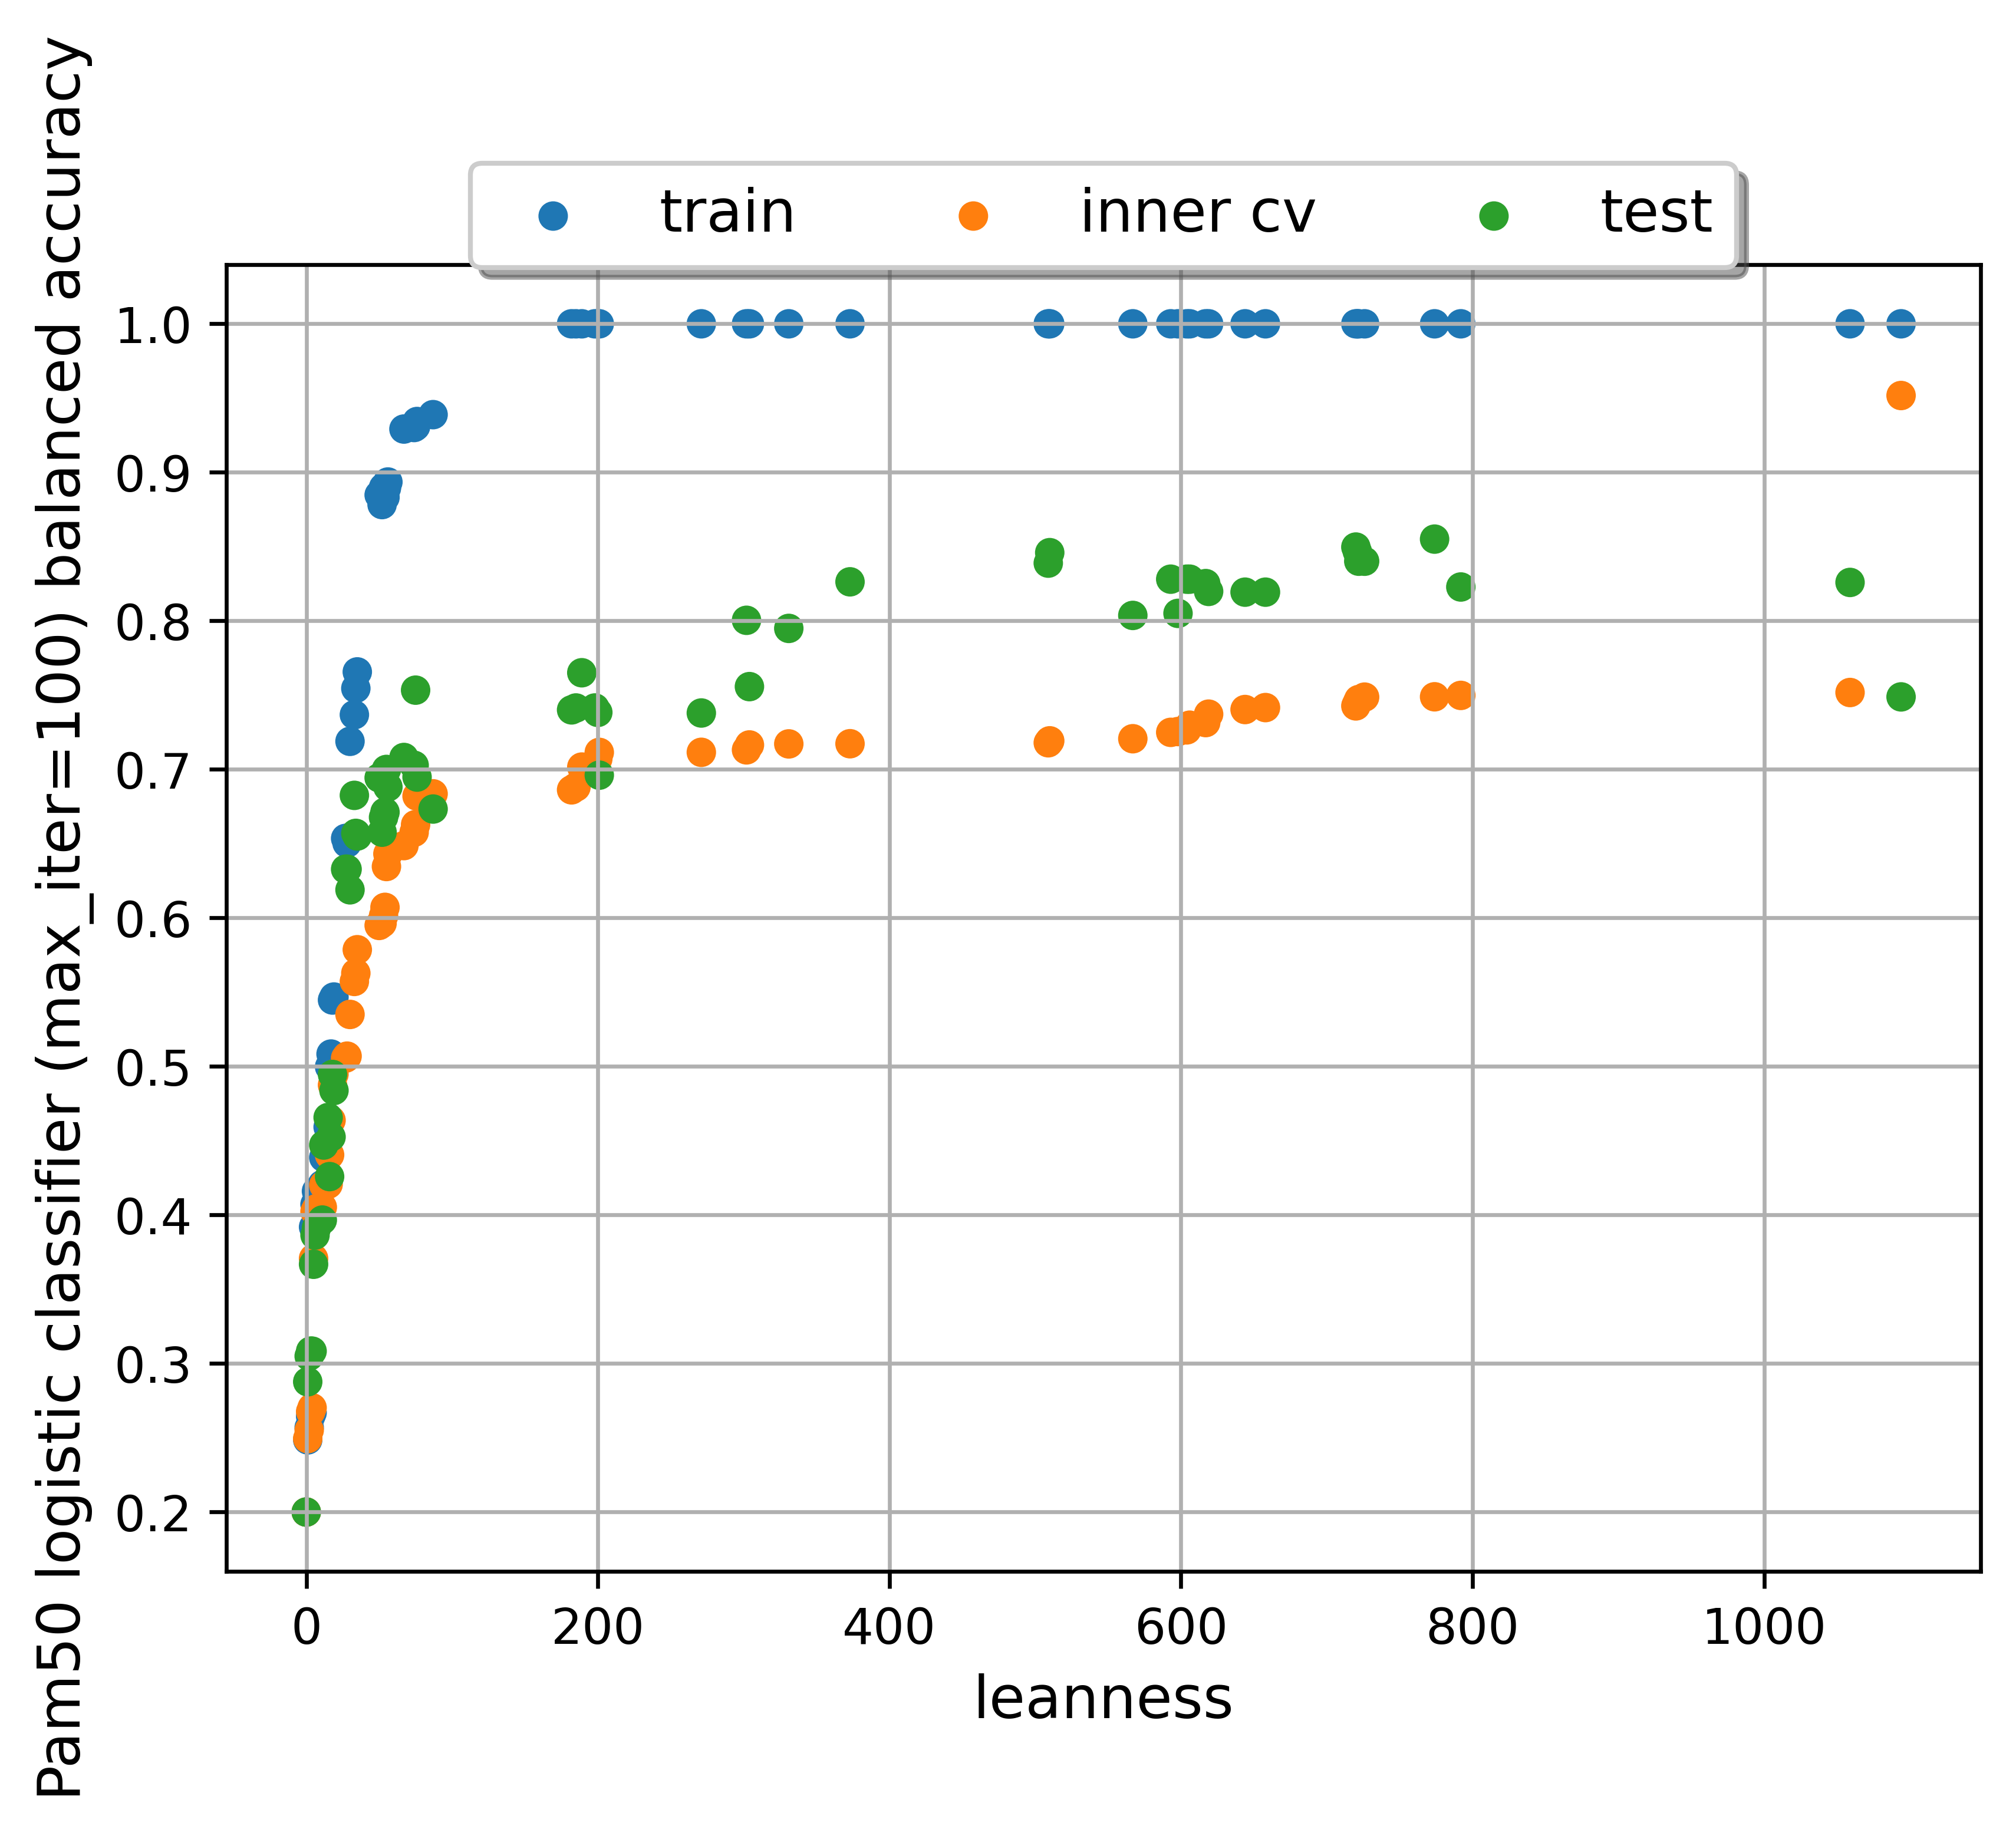 train inner cv test
Pam50 logistic classifier (max_iter=100) balanced accuracy
1.0
0.9
0.8
0.7
0.6
0.5
0.4
0.3
0.2
0 200 400 600 800 1000
leanness